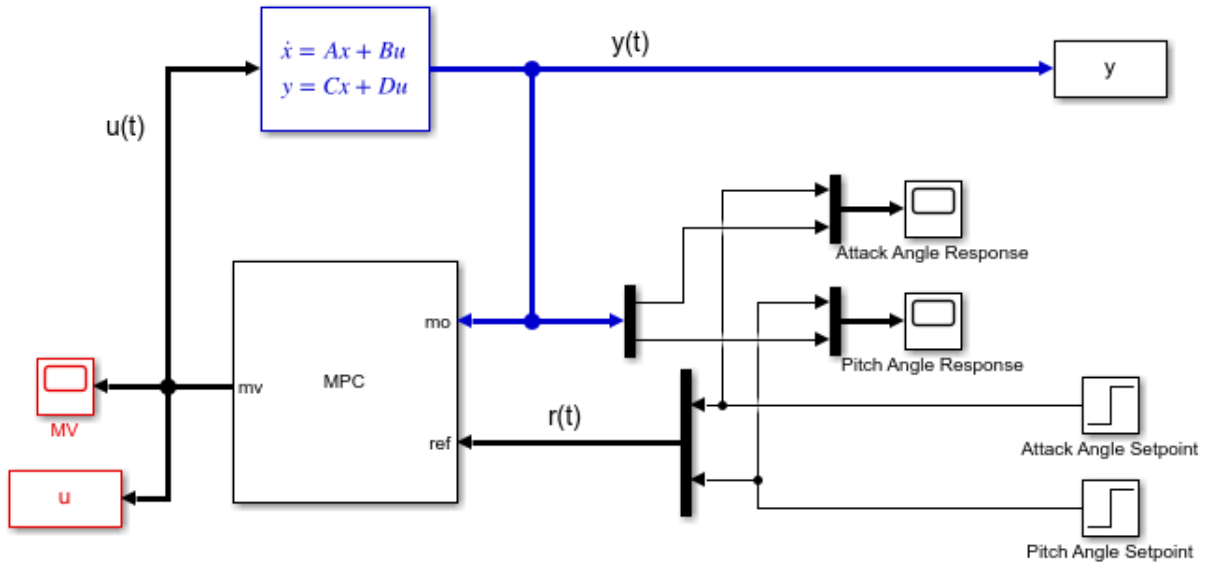 y(t)
ẋ = Ax + Bu
y = Cx + Du
y
u(t)
Attack Angle Response
mo
Pitch Angle Response
MPC
mv
MV
r(t)
ref
Attack Angle Setpoint
u
Pitch Angle Setpoint